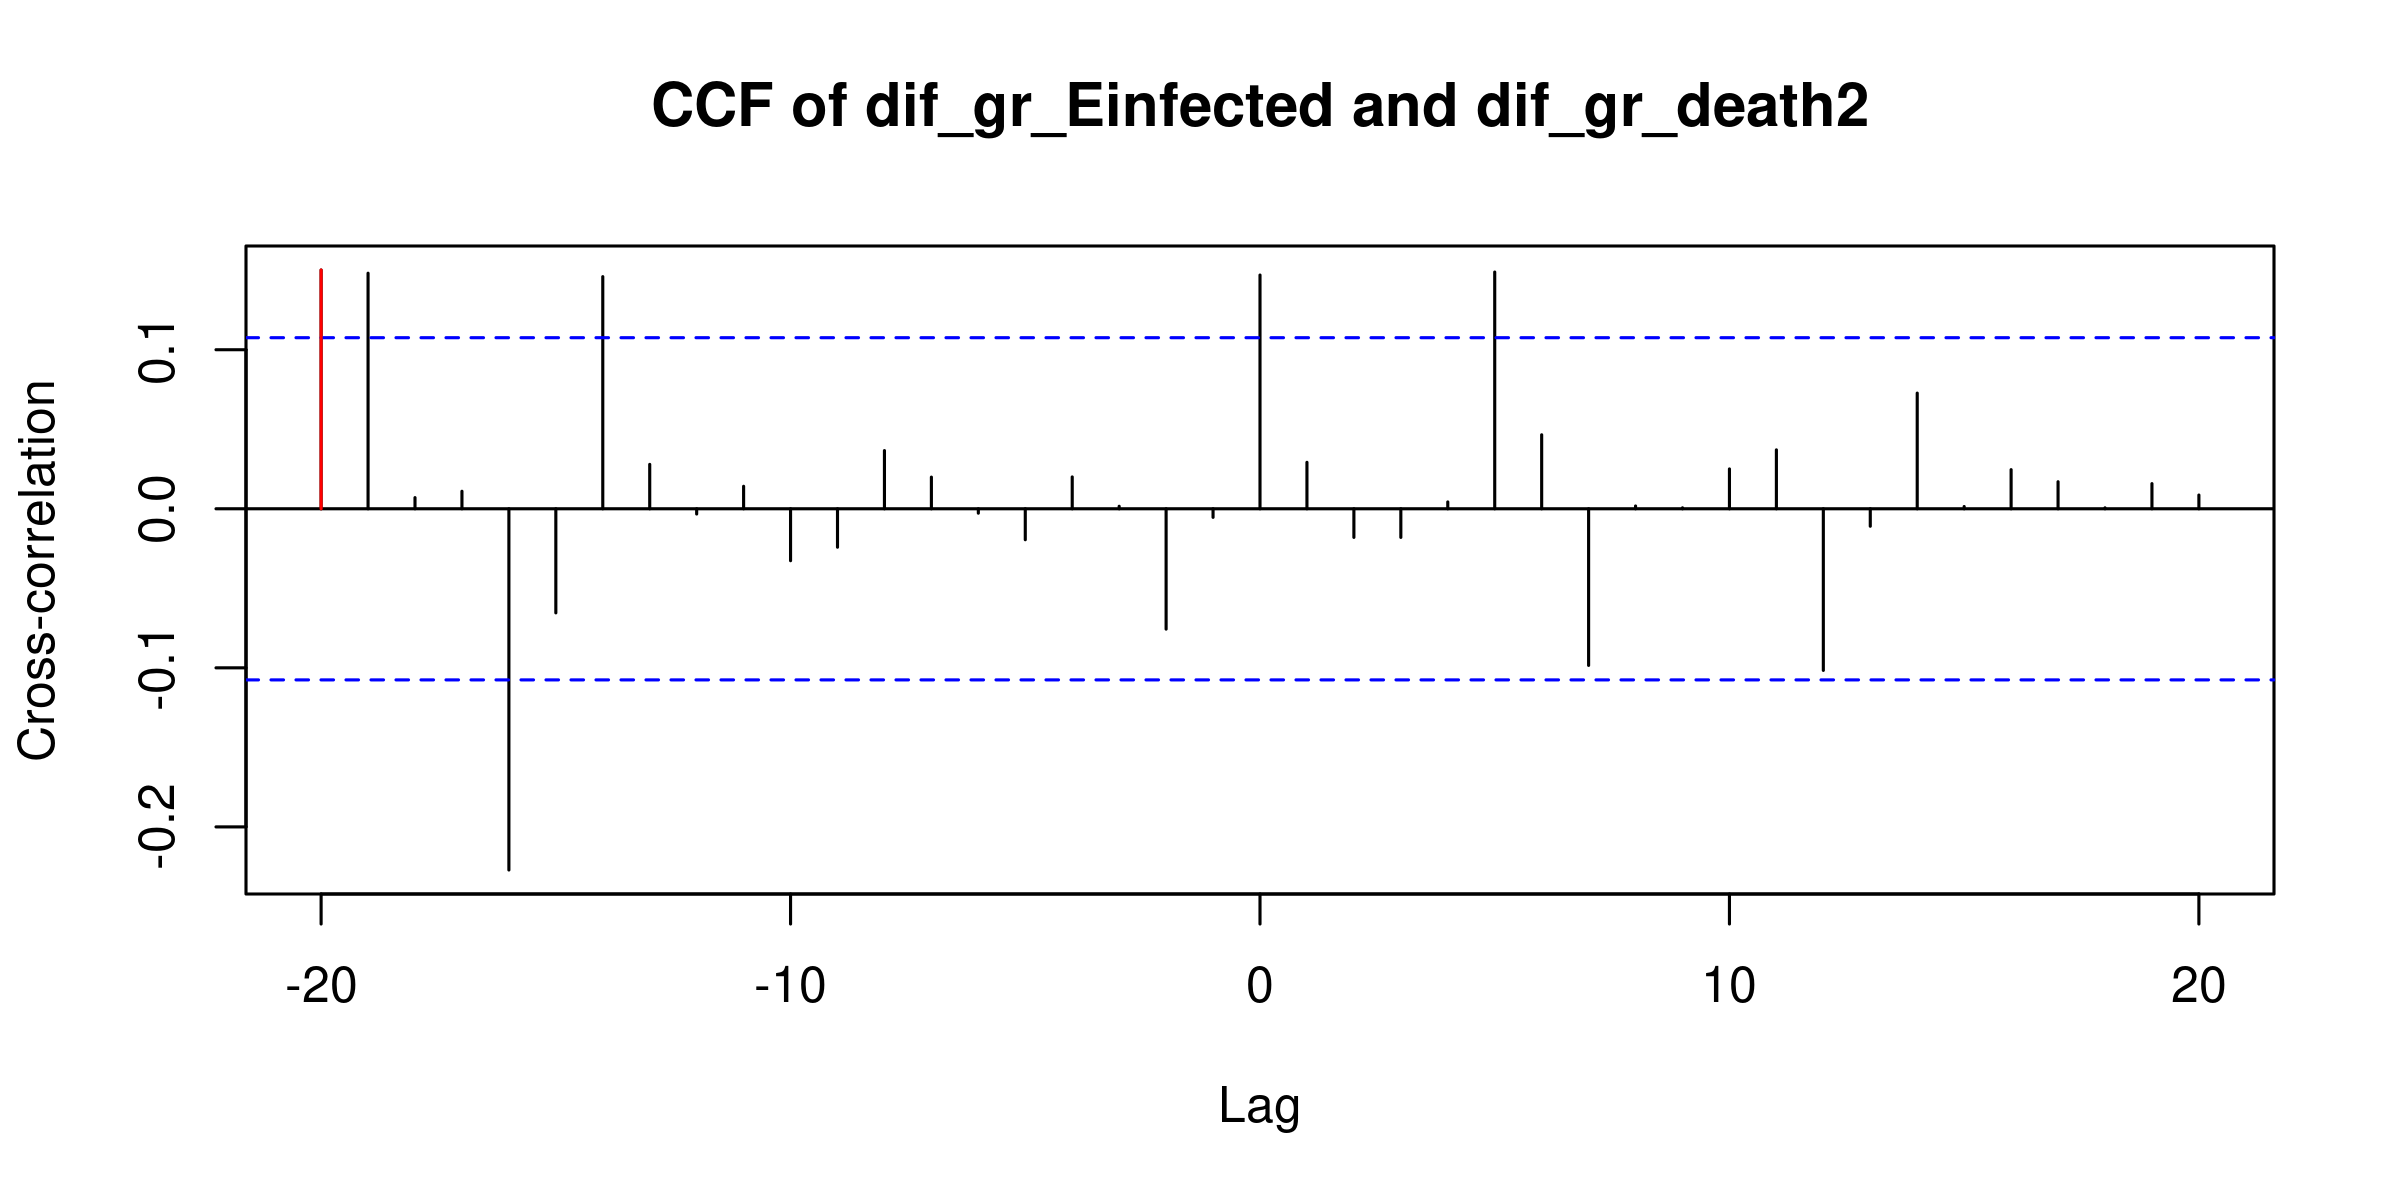 CCF of dif_gr_Einfected and dif_gr_death2
Cross-correlation
0.1
0.0
-0.1
-0.2
-20 -10 0 10 20
Lag